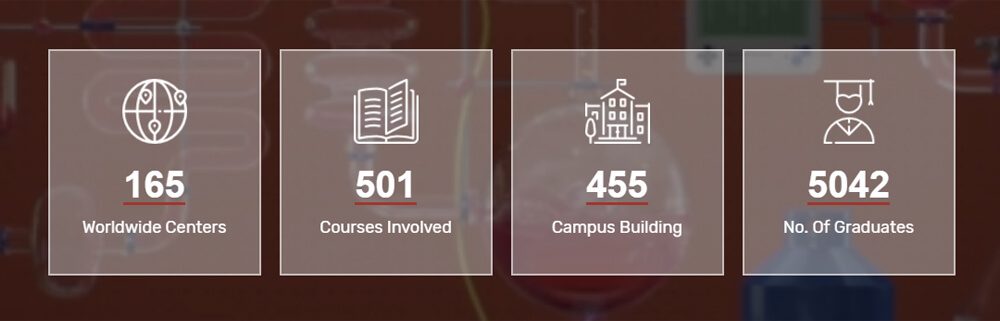 165
Worldwide Centers
501
Courses Involved
455
Campus Building
5042
No. Of Graduates